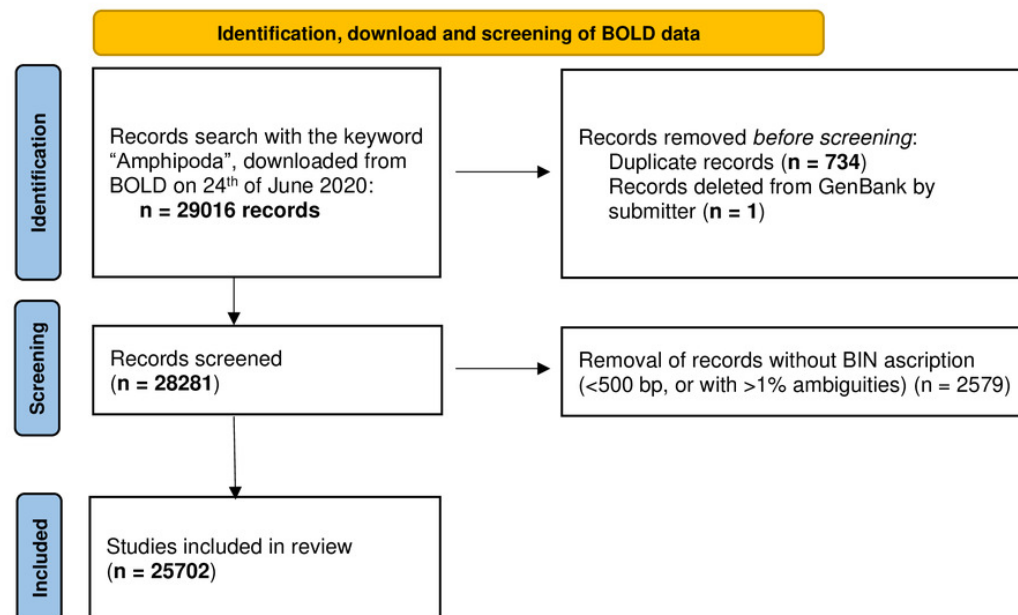 Identification, download and screening of BOLD data
Identification
Records search with the keyword
“Amphipoda”, downloaded from
BOLD on 24th of June 2020:
n = 29016 records
Records removed before screening:
Duplicate records (n = 734)
Records deleted from GenBank by
submitter (n = 1)
Screening
Records screened
(n = 28281)
Removal of records without BIN ascription
(<500 bp, or with >1% ambiguities) (n = 2579)
Included
Studies included in review
(n = 25702)